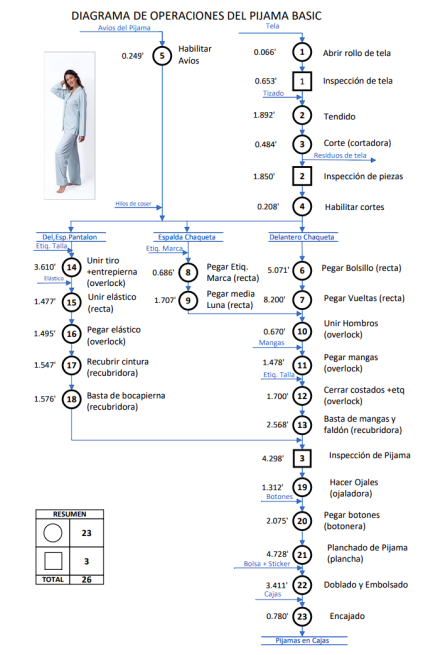 DIAGRAMA DE OPERACIONES DEL PIJAMA BASIC
Avíos del Pijama
Tela
0.249' 5 Habilitar
Avíos
0.066' 1 Abrir rollo de tela
0.653' 1 Inspección de tela
Tizado
1.892' 2 Tendido
0.484' 3 Corte (cortadora)
Residuos de tela
1.850' 2 Inspección de piezas
Hilos de coser
0.208' 4 Habilitar cortes
Del,Esp.Pantalon
Espalda Chaqueta
Delantero Chaqueta
Etiq. Talla
3.610' 14 Unir tiro
+entrepierna
(overlock)
Elástico
1.477' 15 Unir elástico
(recta)
1.495' 16 Pegar elástico
(overlock)
1.547' 17 Recubrir cintura
(recubridora)
1.576' 18 Basta de bocapierna
(recubridora)
Etiq. Marca
0.686' 8 Pegar Etiq.
Marca (recta)
1.707' 9 Pegar media
Luna (recta)
5.071' 6 Pegar Bolsillo (recta)
8.200' 7 Pegar Vueltas (recta)
0.670' 10 Unir Hombros
(overlock)
Mangas
1.478' 11 Pegar mangas
(overlock)
Etiq. Talla
1.700' 12 Cerrar costados +etq
(overlock)
2.568' 13 Basta de mangas y
faldón (recubridora)
4.298' 3 Inspección de Pijama
1.312' 19 Hacer Ojales
(ojaladora)
Botones
2.075' 20 Pegar botones
(botonera)
4.728' 21 Planchado de Pijama
(plancha)
Bolsa + Sticker
3.411' 22 Doblado y Embolsado
Cajas
0.780' 23 Encajado
Pijamas en Cajas
RESUMEN
23
3
TOTAL 26